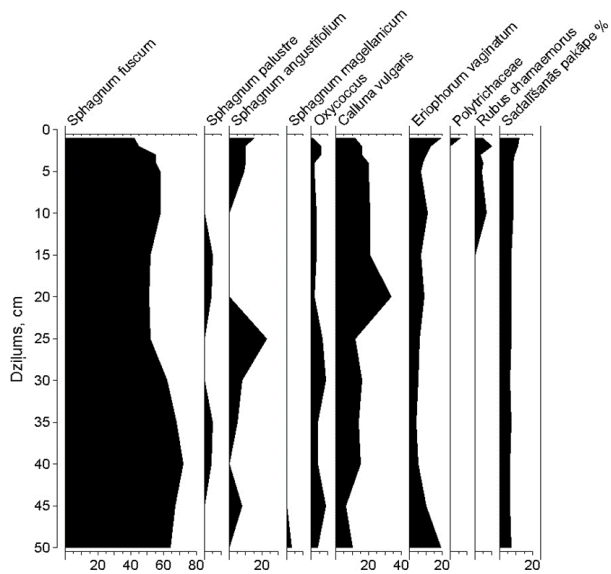 Sphagnum fuscum
Sphagnum palustre
Sphagnum angustifolium
Sphagnum magellanicum
Oxycoccus
Calluna vulgaris
Eriophorum vaginatum
Polytrichaceae
Rubus chamaemorus
Sadalīšanās pakāpe %
Dziļums, cm
0
5
10
15
20
25
30
35
40
45
50
20 40 60 80 20 20 40 20 20